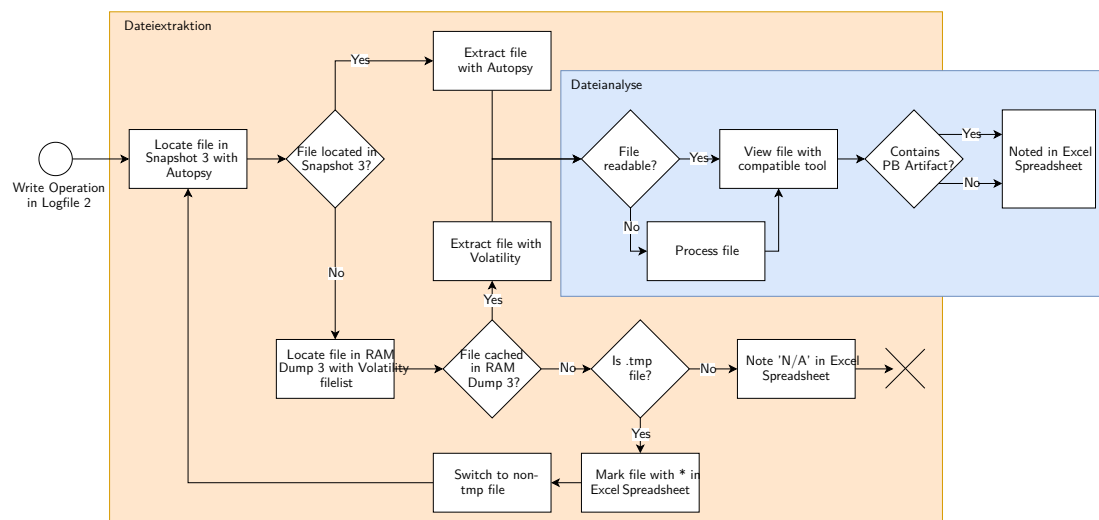 Dateiextraktion
Extract file
with Autopsy
Yes
Dateianalyse
Write Operation
in Logfile 2
Locate file in
Snapshot 3 with
Autopsy
File located in
Snapshot 3?
File
readable?
Yes
View file with
compatible tool
Contains
PB Artifact?
Yes
No
Noted in Excel
Spreadsheet
No
Process file
Extract file with
Volatility
No
Yes
Locate file in RAM
Dump 3 with Volatility
filelist
File cached
in RAM
Dump 3?
No
Is .tmp
file?
No
Note 'N/A' in Excel
Spreadsheet
Yes
Mark file with * in
Excel Spreadsheet
Switch to non-
tmp file